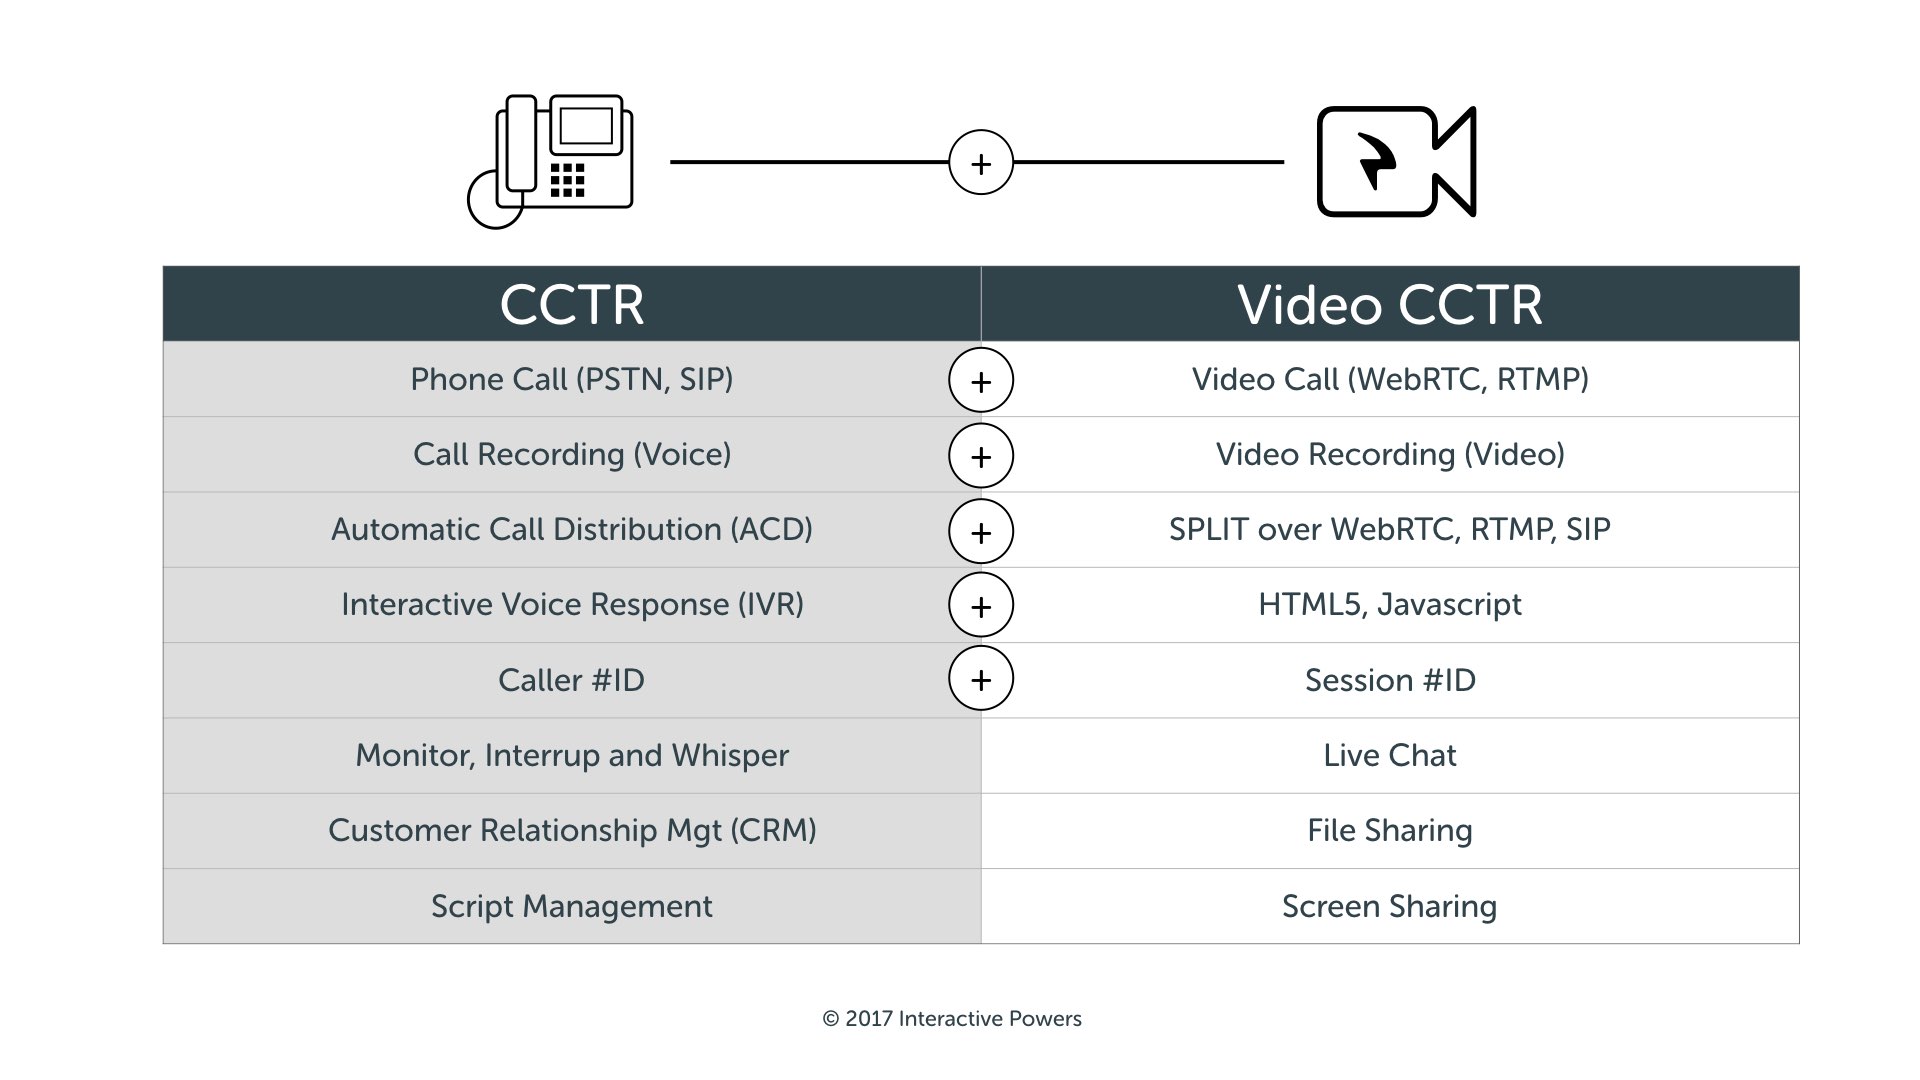 +
CCTR Video CCTR
Phone Call (PSTN, SIP) + Video Call (WebRTC, RTMP)
Call Recording (Voice) + Video Recording (Video)
Automatic Call Distribution (ACD) + SPLIT over WebRTC, RTMP, SIP
Interactive Voice Response (IVR) + HTML5, Javascript
Caller #ID + Session #ID
Monitor, Interrup and Whisper Live Chat
Customer Relationship Mgt (CRM) File Sharing
Script Management Screen Sharing
© 2017 Interactive Powers